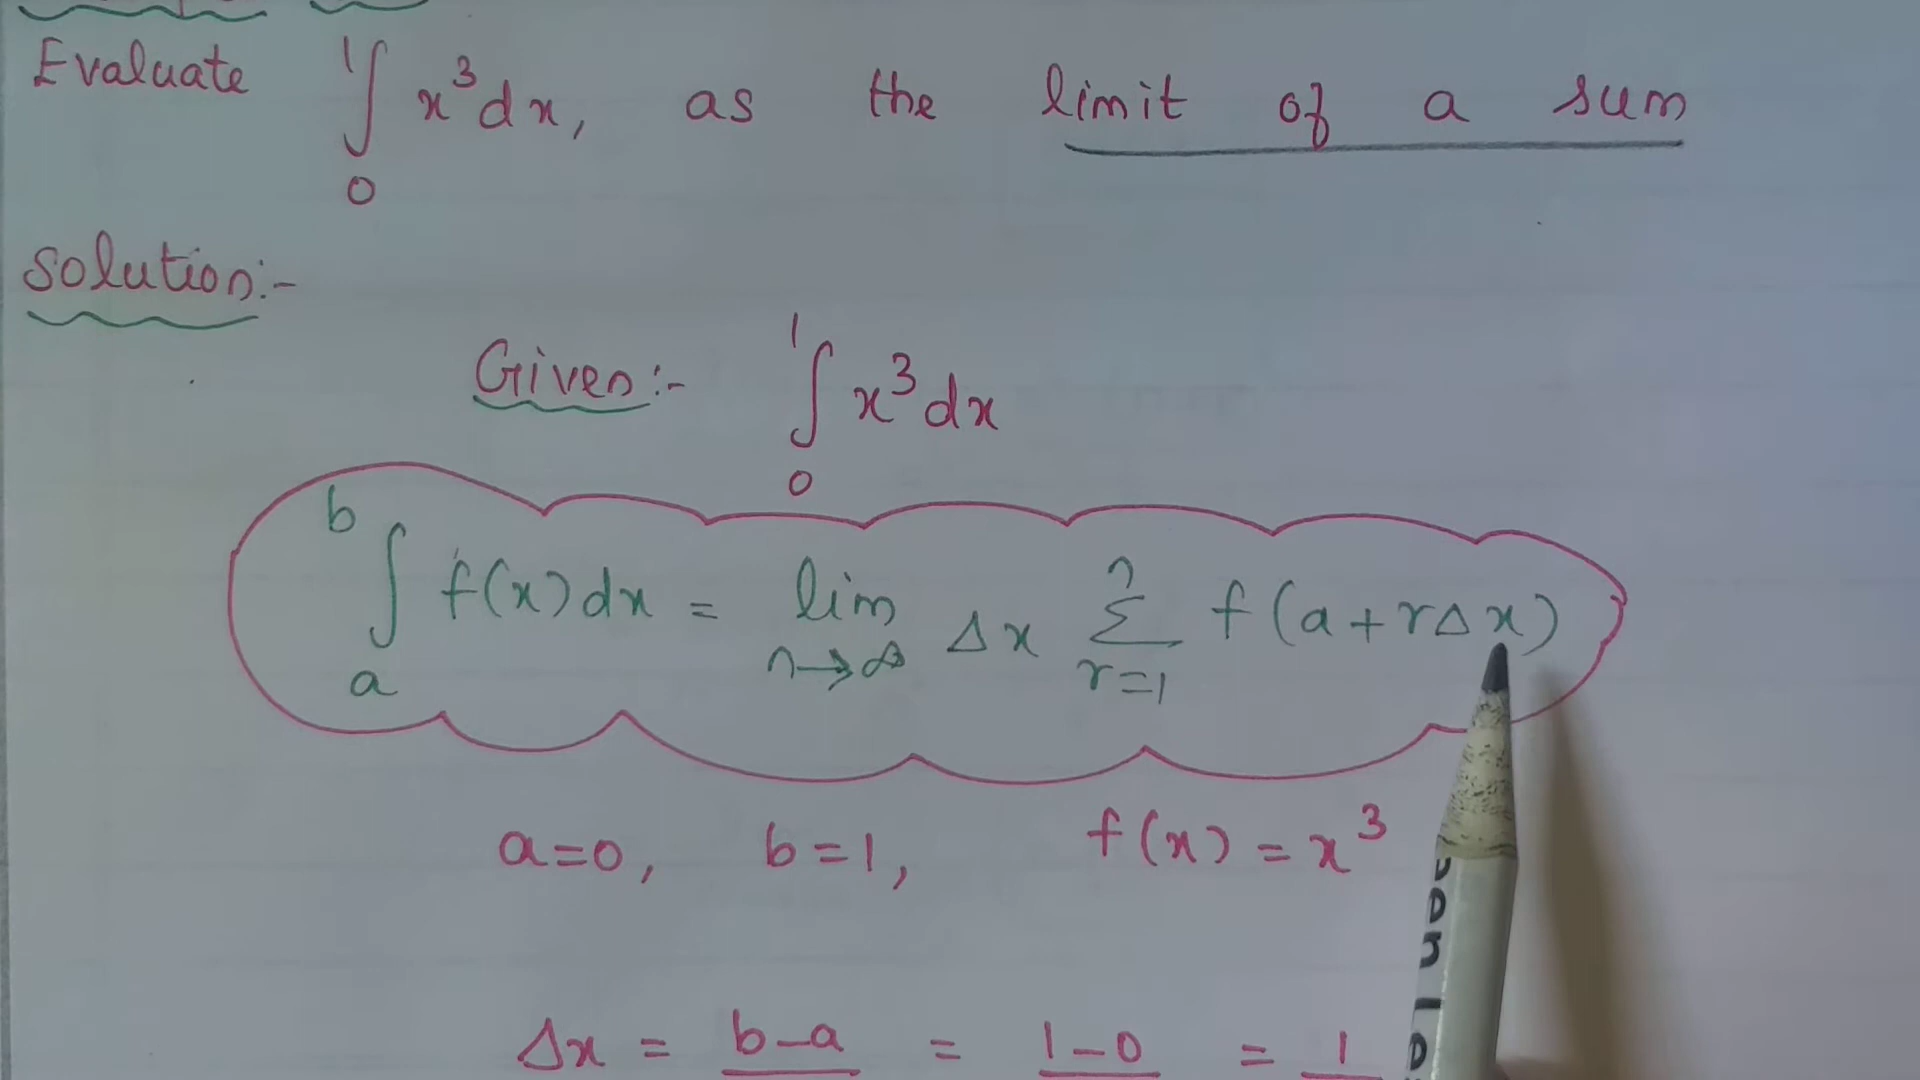 Evaluate ∫₀¹ x³dx, as the limit of a sum
Solution:-
Given:- ∫₀¹ x³dx
∫ₐᵇ f(x)dx = lim n→∞ Δx Σ r=1 n f(a+rΔx)
a=0, b=1, f(x)=x³
Δx = b-a = 1-0 = 1